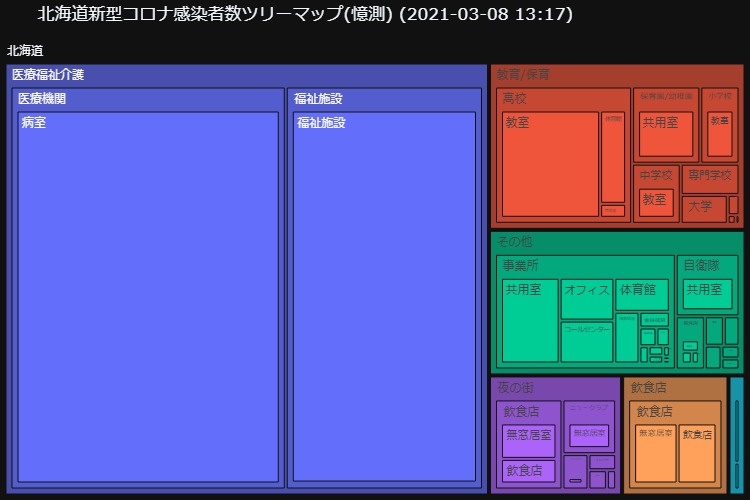 北海道新型コロナ感染者数ツリーマップ(憶測) (2021-03-08 13:17)
北海道
医療福祉介護
医療機関
病室
福祉施設
福祉施設
教育/保育
高校
教室
体育館
保育園/幼稚園
共用室
小学校
教室
中学校
教室
専門学校
大学
その他
事業所
共用室
オフィス
コールセンター
体育館
自衛隊
共用室
夜の街
飲食店
無窓居室
飲食店
ニュークラブ
無窓居室
飲食店
飲食店
無窓居室
飲食店